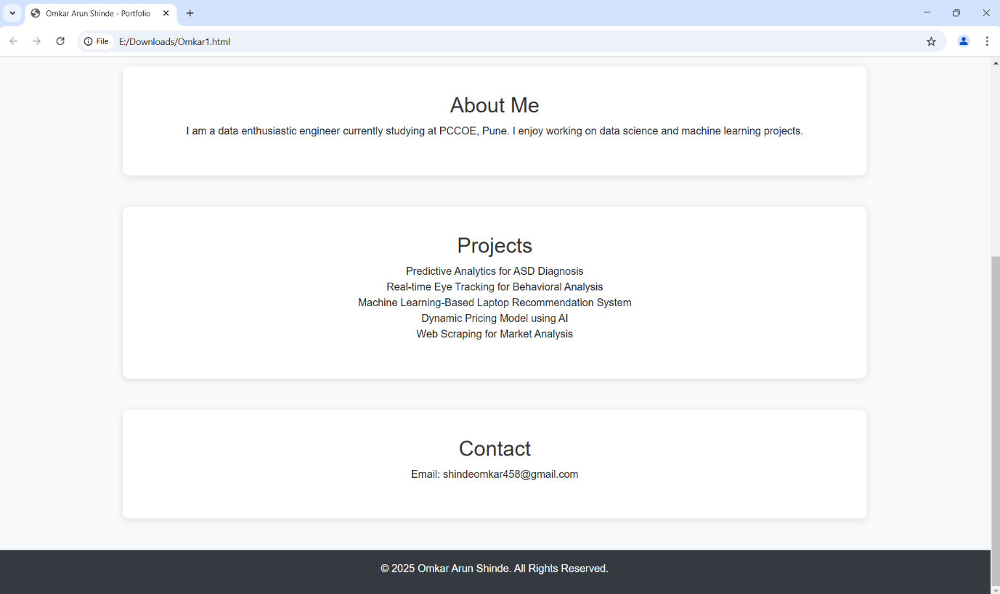 Omkar Arun Shinde - Portfolio
File E:/Downloads/Omkar1.html
About Me
I am a data enthusiastic engineer currently studying at PCCOE, Pune. I enjoy working on data science and machine learning projects.
Projects
Predictive Analytics for ASD Diagnosis
Real-time Eye Tracking for Behavioral Analysis
Machine Learning-Based Laptop Recommendation System
Dynamic Pricing Model using AI
Web Scraping for Market Analysis
Contact
Email: shindeomkar458@gmail.com
© 2025 Omkar Arun Shinde. All Rights Reserved.